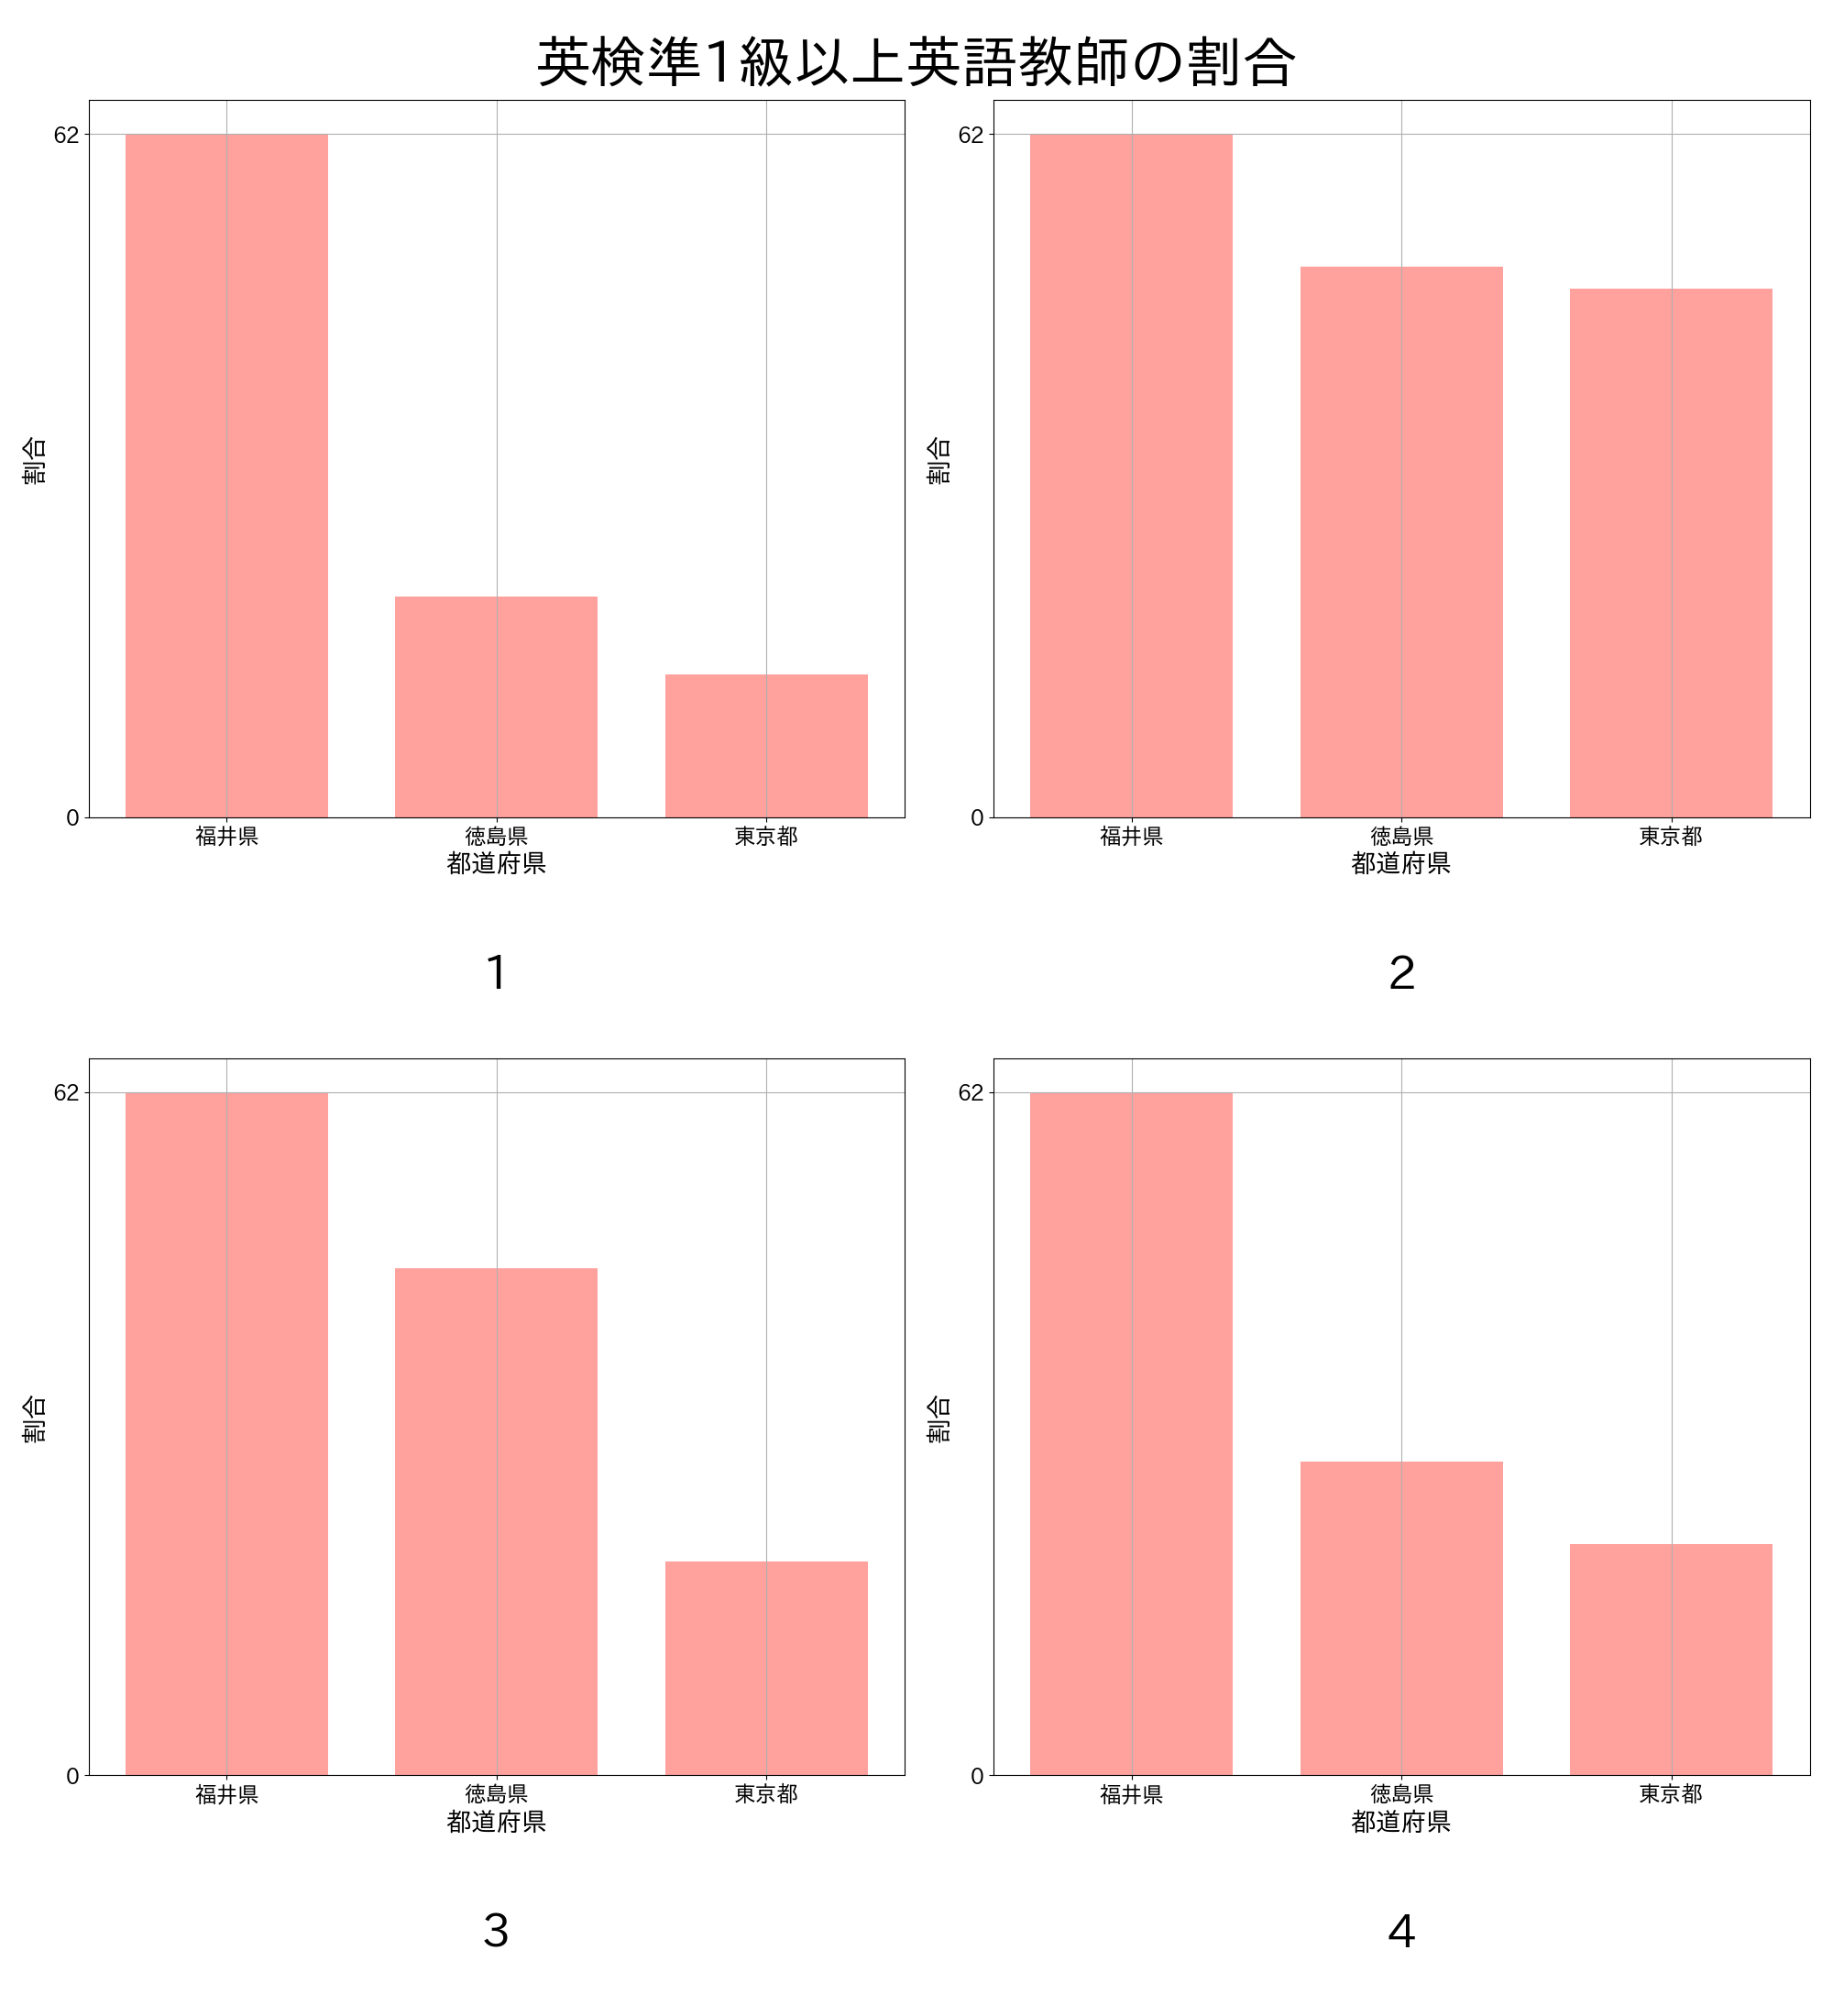 英検準1級以上英語教師の割合
62
0
割合
福井県 徳島県 東京都
都道府県
1
62
0
割合
福井県 徳島県 東京都
都道府県
2
62
0
割合
福井県 徳島県 東京都
都道府県
3
62
0
割合
福井県 徳島県 東京都
都道府県
4